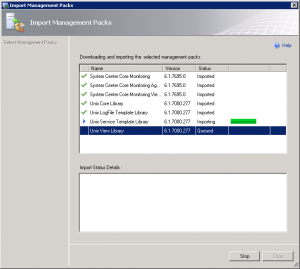 Import Management Packs
Import Management Packs
Select Management Packs
Help
Downloading and importing the selected management packs.
Name Version Status
System Center Core Monitoring 6.1.7695.0 Imported
System Center Core Monitoring Ag... 6.1.7695.0 Imported
System Center Core Monitoring Vie... 6.1.7695.0 Imported
Unix Core Library 6.1.7000.277 Imported
Unix LogFile Template Library 6.1.7000.277 Imported
Unix Service Template Library 6.1.7000.277 Importing
Unix View Library 6.1.7000.277 Queued
Import Status Details:
Stop Close